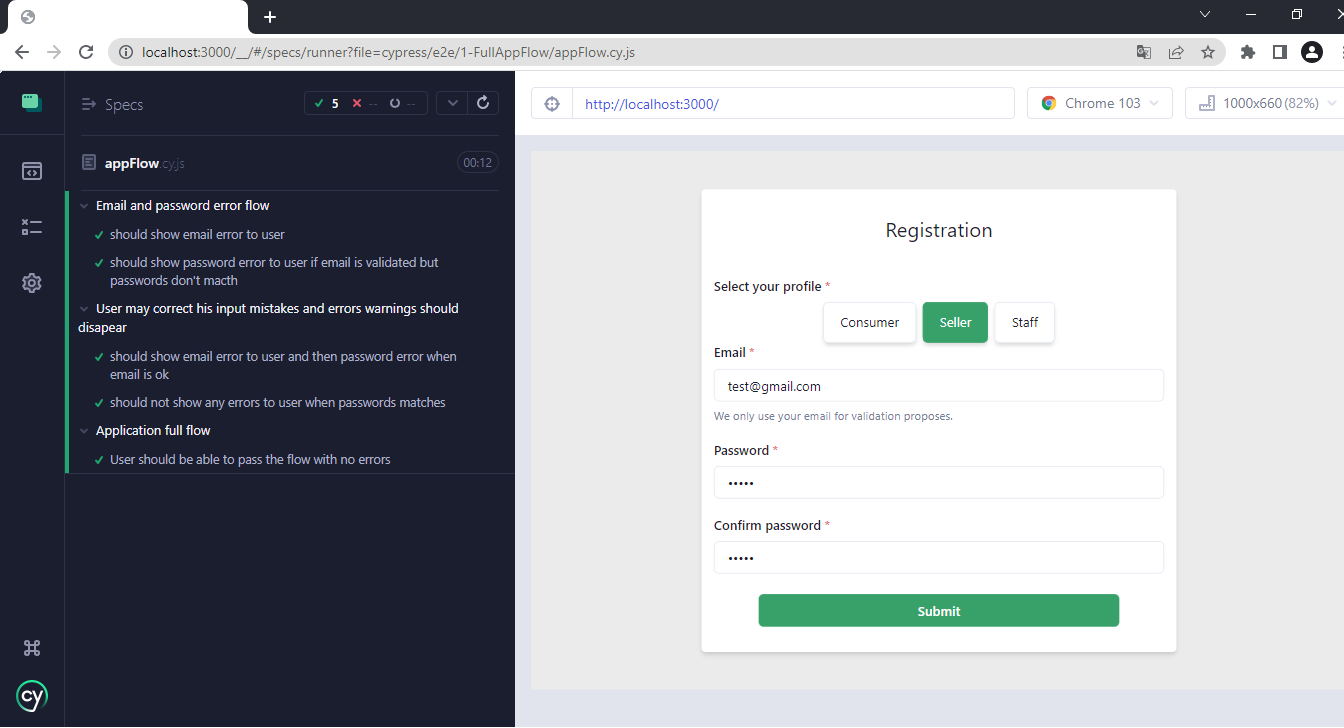 localhost:3000/__/#/specs/runner?file=cypress/e2e/1-FullAppFlow/appFlow.cy.js
Specs
5 -- --
appFlow.cy.js
00:12
Email and password error flow
should show email error to user
should show password error to user if email is validated but
passwords don't macth
User may correct his input mistakes and errors warnings should
disapear
should show email error to user and then password error when
email is ok
should not show any errors to user when passwords matches
Application full flow
User should be able to pass the flow with no errors
cy
http://localhost:3000/
Chrome 103
1000x660 (82%)
Registration
Select your profile *
Consumer
Seller
Staff
Email *
test@gmail.com
We only use your email for validation proposes.
Password *
•••••
Confirm password *
•••••
Submit